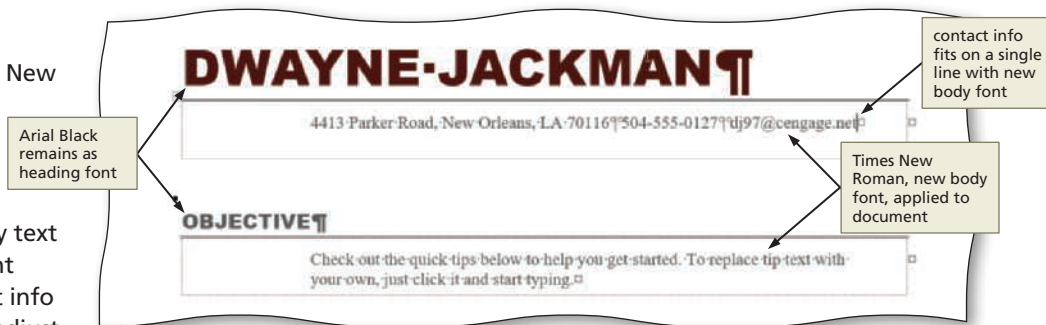 New
y text
nt
t info
adjust
Arial Black
remains as
heading font
DWAYNE·JACKMAN¶
4413·Parker·Road,·New·Orleans,·LA·70116°|°504-555-0127°|°dj97@cengage.net¤
¤
OBJECTIVE¶
Check·out·the·quick·tips·below·to·help·you·get·started.·To·replace·tip·text·with·
your·own,·just·click·it·and·start·typing.¤
¤
contact info
fits on a single
line with new
body font
Times New
Roman, new body
font, applied to
document